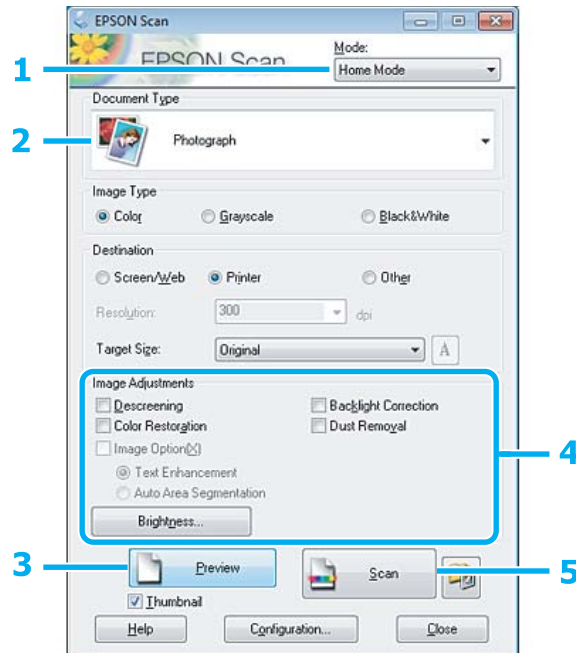 EPSON Scan
EPSON Scan
Mode:
1
Home Mode
Document Type
2
Photograph
Image Type
Color Grayscale Black&White
Destination
Screen/Web Printer Other
Resolution: 300 dpi
Target Size: Original A
Image Adjustments
Descreening Backlight Correction
Color Restoration Dust Removal
Image Option(X)
4
Text Enhancement
Auto Area Segmentation
Brightness...
3 Preview Scan 5
Thumbnail
Help Configuration... Close